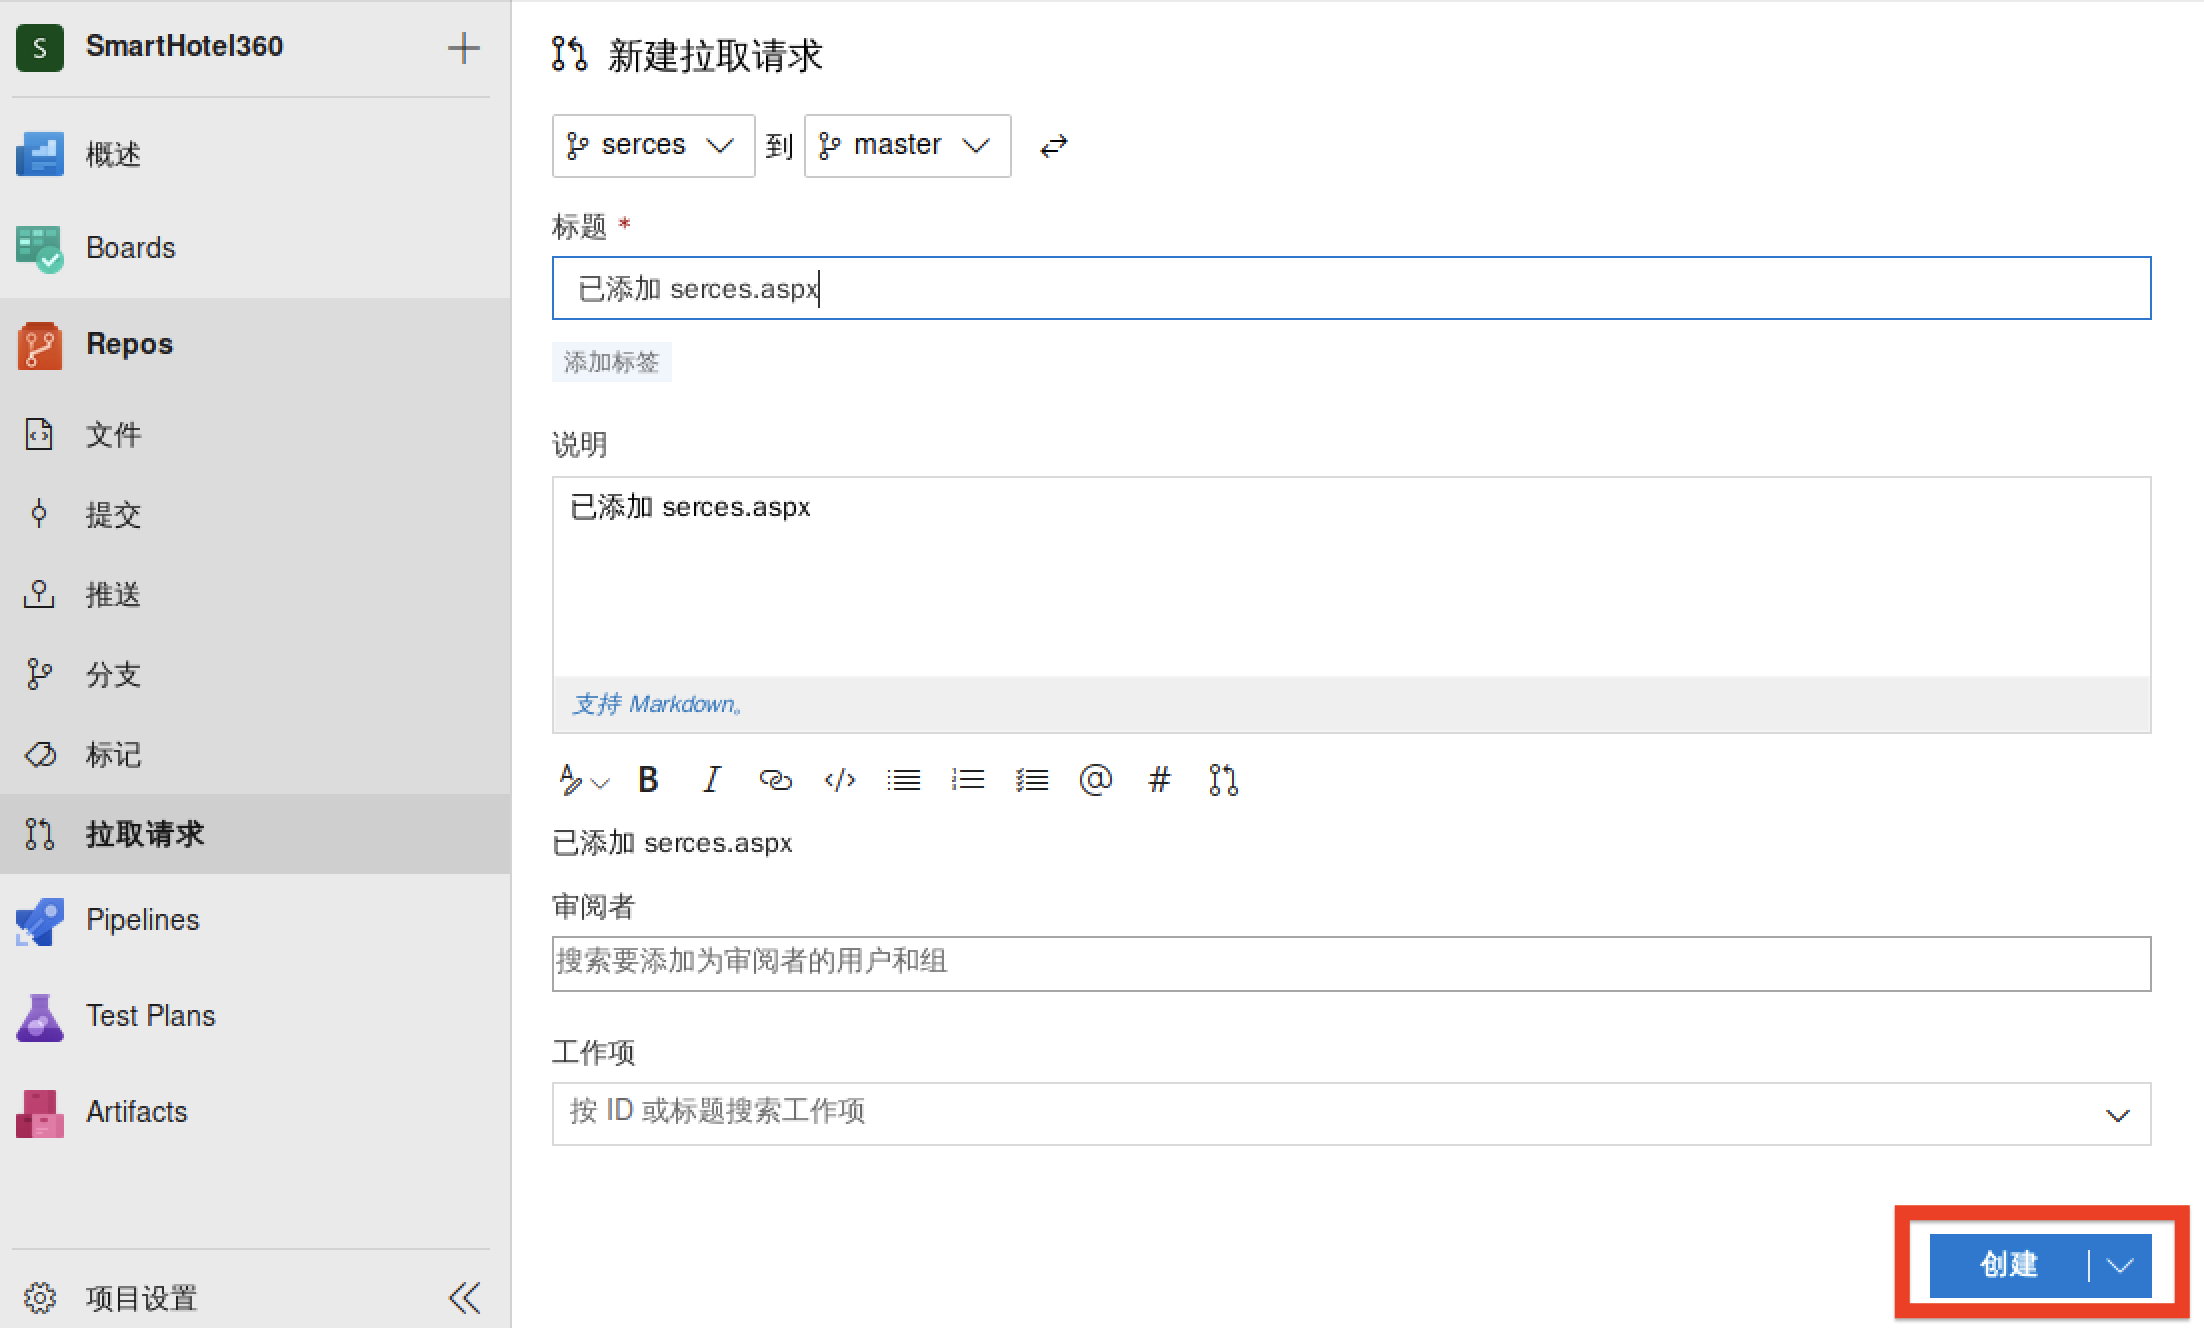 S SmartHotel360
概述
Boards
Repos
文件
提交
推送
分支
标记
拉取请求
Pipelines
Test Plans
Artifacts
项目设置
新建拉取请求
serces 到 master
标题 *
已添加 serces.aspx
添加标签
说明
已添加 serces.aspx
支持 Markdown。
B I </> @ #
已添加 serces.aspx
审阅者
搜索要添加为审阅者的用户和组
工作项
按 ID 或标题搜索工作项
创建